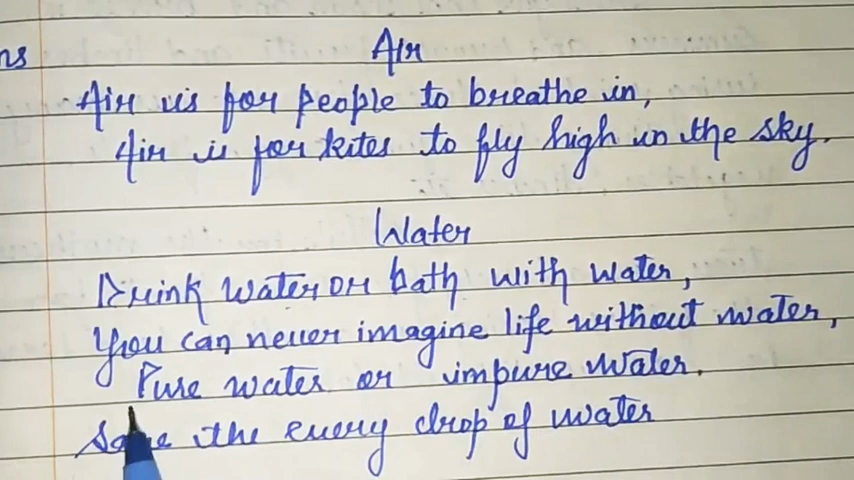 ns
Air
Air is for people to breathe in,
Air is for kites to fly high in the sky.
Water
Drink water or bath with water,
You can never imagine life without water,
Pure water or impure water.
Save the every drop of water